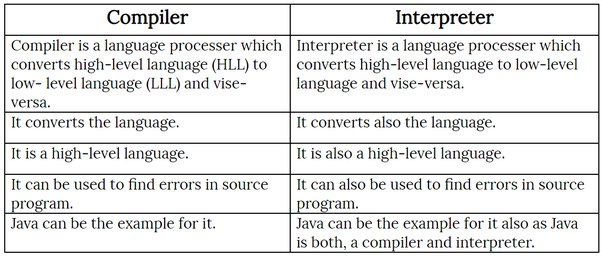 Compiler
Interpreter
Compiler is a language processer which
converts high-level language (HLL) to
low- level language (LLL) and vise-
versa.
Interpreter is a language processer which
converts high-level language to low-level
language and vise-versa.
It converts the language.
It converts also the language.
It is a high-level language.
It is also a high-level language.
It can be used to find errors in source
program.
It can also be used to find errors in source
program.
Java can be the example for it.
Java can be the example for it also as Java
is both, a compiler and interpreter.